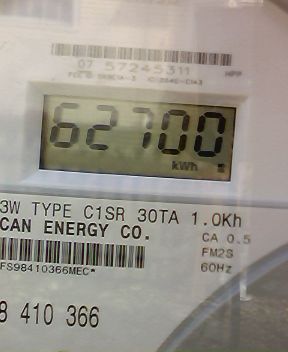 07 57245311 HPP
62700
kWh
3W TYPE C1SR 30TA 1.0Kh
CAN ENERGY CO. CA 0.5
FM2S
FS98410366MEC* 60Hz
8 410 366